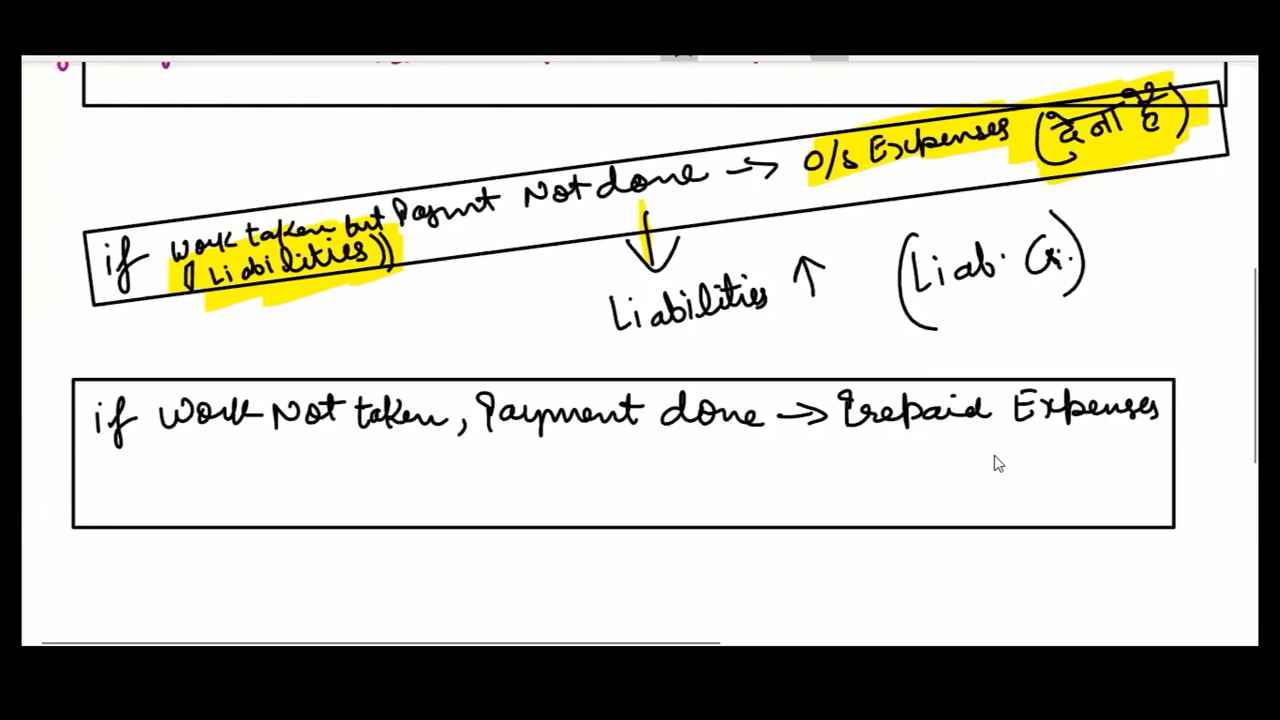 if work taken but Paymnt Not done → O/s Expenses (देना है)
(Liabilities))
Liabilities ↑ (Liab. Cr.)
if Work Not taken, Payment done → Prepaid Expenses